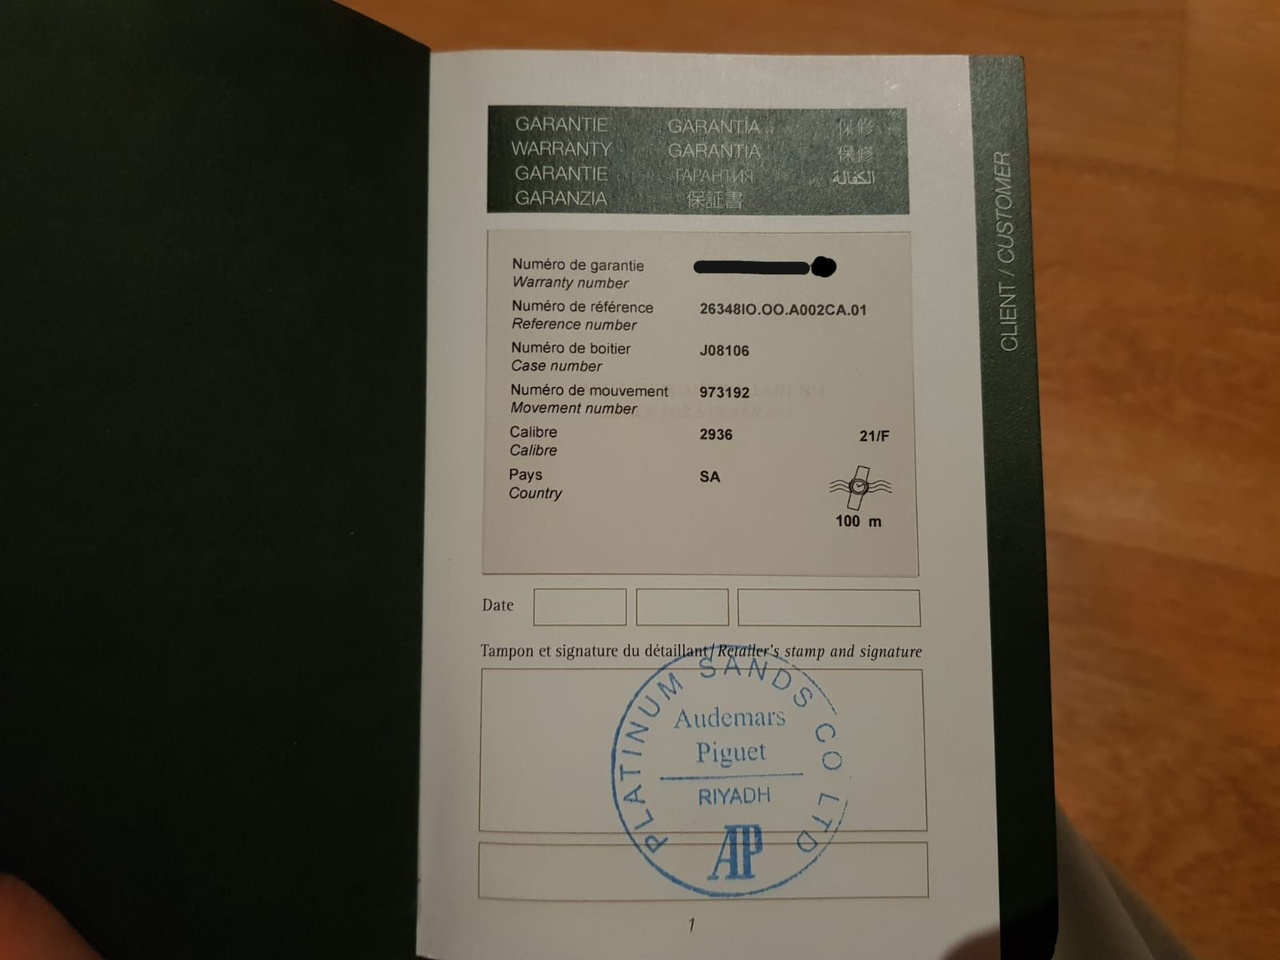 GARANTIE GARANTÍA 保修
WARRANTY GARANTIA 保修
GARANTIE ГАРАНТИЯ الكفالة
GARANZIA 保証書
CLIENT / CUSTOMER
Numéro de garantie
Warranty number
Numéro de référence 26348IO.OO.A002CA.01
Reference number
Numéro de boitier J08106
Case number
Numéro de mouvement 973192
Movement number
Calibre 2936 21/F
Calibre
Pays SA
Country
100 m
Date
Tampon et signature du détaillant / Retailer's stamp and signature
PLATINUM SANDS CO LTD
Audemars
Piguet
RIYADH
AP
1